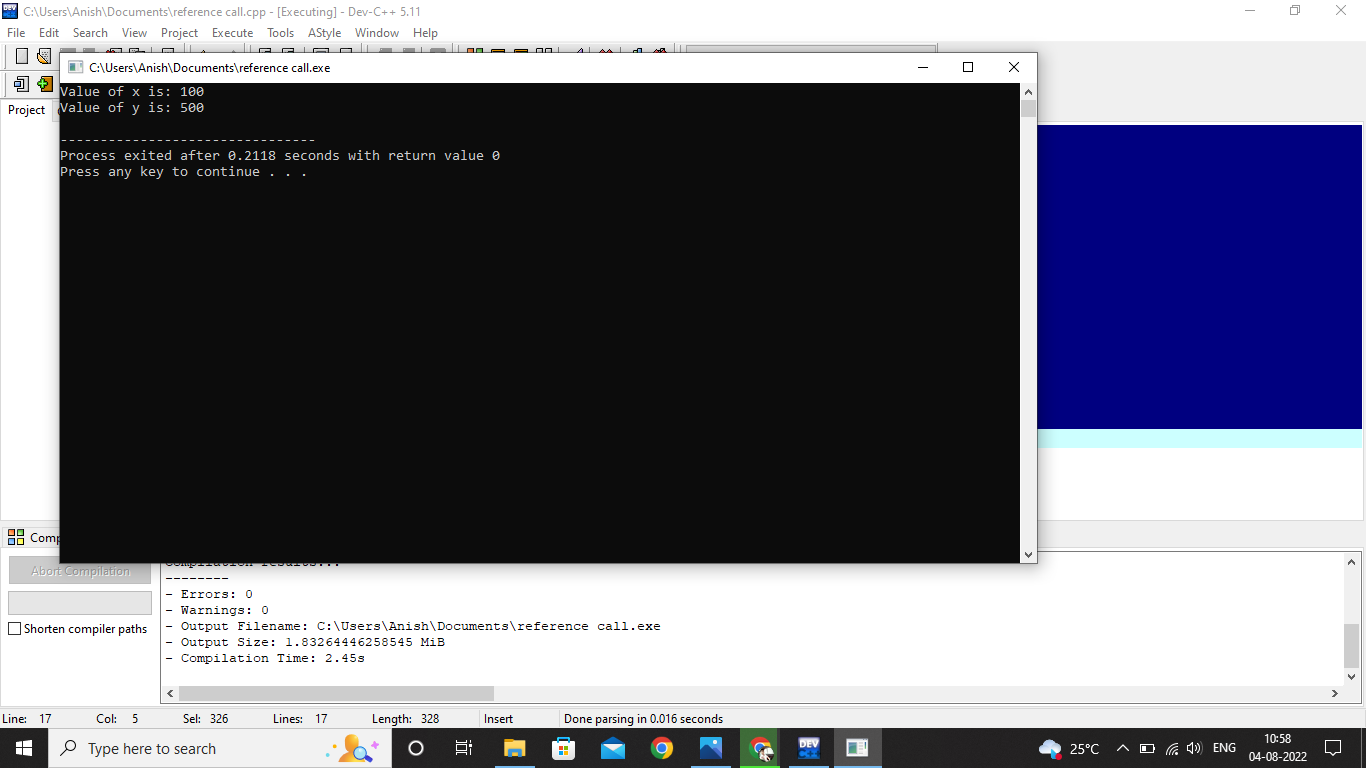 C:\Users\Anish\Documents\reference call.cpp - [Executing] - Dev-C++ 5.11
File Edit Search View Project Execute Tools AStyle Window Help
C:\Users\Anish\Documents\reference call.exe
Project
Value of x is: 100
Value of y is: 500
--------------------------------
Process exited after 0.2118 seconds with return value 0
Press any key to continue . . .
Abort Compilation
Shorten compiler paths
Compilation results...
--------
- Errors: 0
- Warnings: 0
- Output Filename: C:\Users\Anish\Documents\reference call.exe
- Output Size: 1.83264446258545 MiB
- Compilation Time: 2.45s
Line: 17 Col: 5 Sel: 326 Lines: 17 Length: 328 Insert Done parsing in 0.016 seconds
Type here to search
DEV
25°C
ENG
10:58
04-08-2022